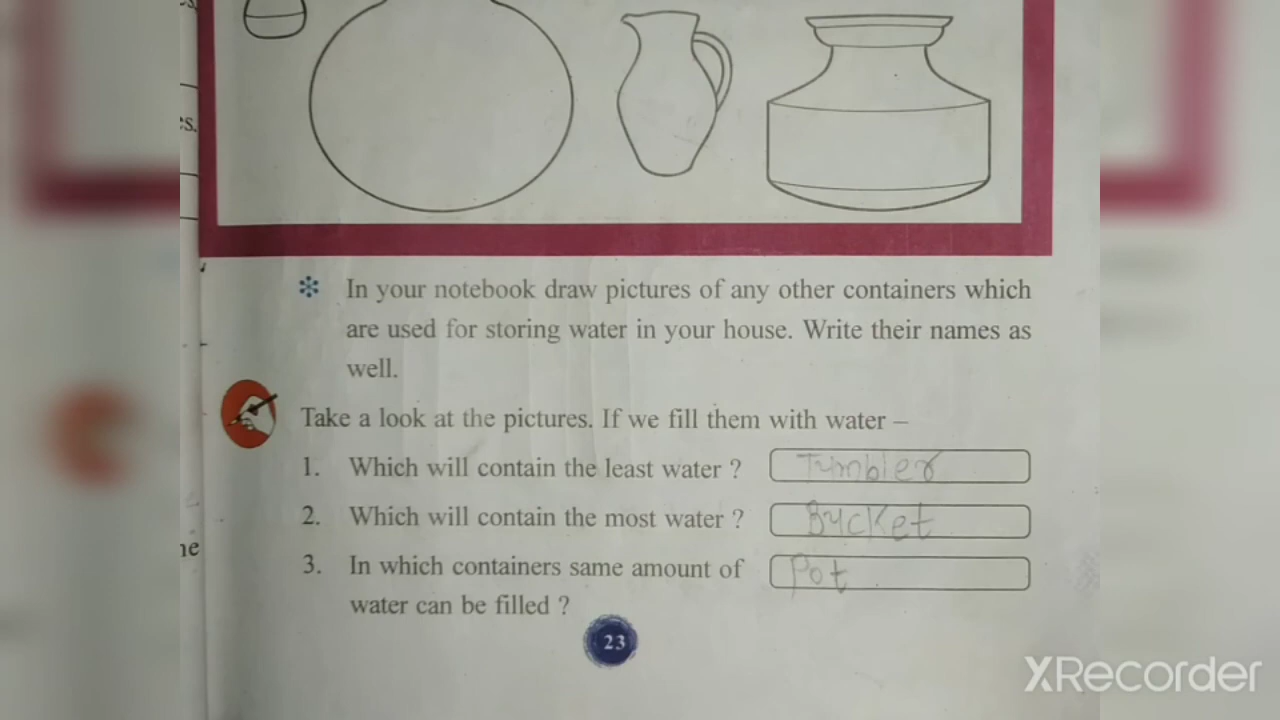 s.
es.
In your notebook draw pictures of any other containers which
are used for storing water in your house. Write their names as
well.
Take a look at the pictures. If we fill them with water –
1. Which will contain the least water ? Tumbler
2. Which will contain the most water ? Bucket
3. In which containers same amount of Pot
water can be filled ?
ne
23
XRecorder